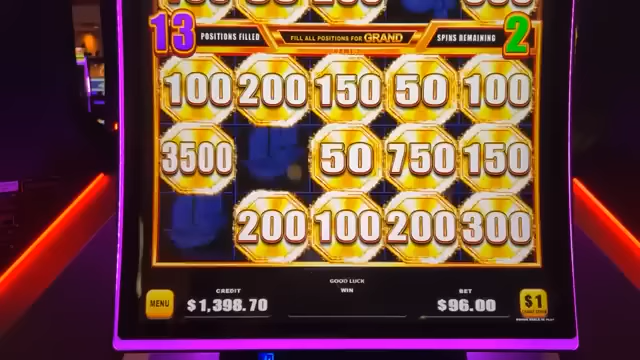 13 POSITIONS FILLED FILL ALL POSITIONS FOR GRAND SPINS REMAINING 2
100 200 150 50 100
3500 50 750 150
200 100 200 300
GOOD LUCK
CREDIT WIN BET
MENU $1,398.70 $96.00 $1